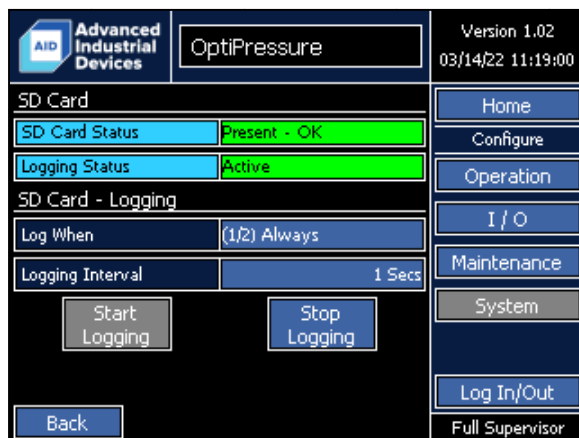 AID
Advanced
Industrial
Devices
OptiPressure
Version 1.02
03/14/22 11:19:00
SD Card
SD Card Status
Present - OK
Logging Status
Active
SD Card - Logging
Log When
(1/2) Always
Logging Interval
1 Secs
Start
Logging
Stop
Logging
Back
Home
Configure
Operation
I / O
Maintenance
System
Log In/Out
Full Supervisor